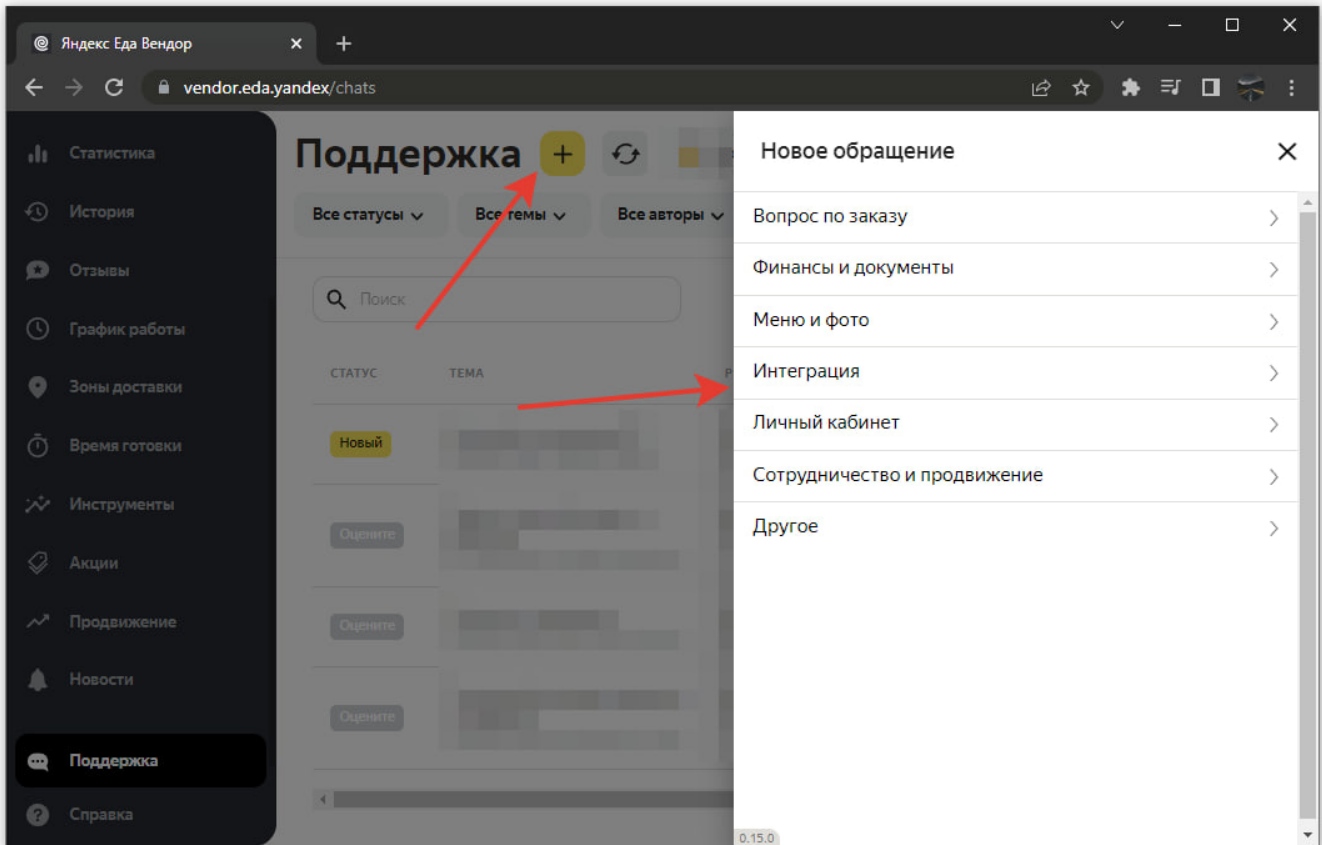 Яндекс Еда Вендор
vendor.eda.yandex/chats
Статистика
История
Отзывы
График работы
Зоны доставки
Время готовки
Инструменты
Акции
Продвижение
Новости
Поддержка
Справка
Поддержка
Все статусы
Все темы
Все авторы
Поиск
СТАТУС ТЕМА Р
Новый
Оцените
Оцените
Оцените
Новое обращение
Вопрос по заказу
Финансы и документы
Меню и фото
Интеграция
Личный кабинет
Сотрудничество и продвижение
Другое
0.15.0